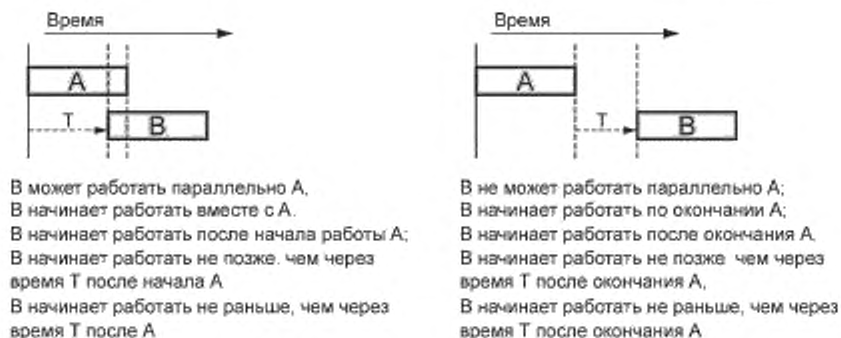 Время
A
T
B
В может работать параллельно А,
В начинает работать вместе с А.
В начинает работать после начала работы А;
В начинает работать не позже. чем через
время Т после начала А
В начинает работать не раньше, чем через
время Т после А
Время
A
T
B
В не может работать параллельно А;
В начинает работать по окончании А;
В начинает работать после окончания А,
В начинает работать не позже чем через
время Т после окончания А,
В начинает работать не раньше, чем через
время Т после окончания А